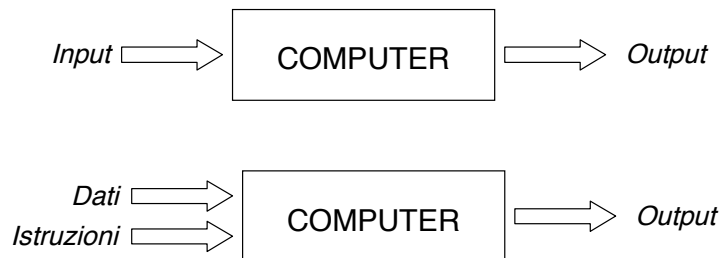 Input COMPUTER Output
Dati
COMPUTER Output
Istruzioni